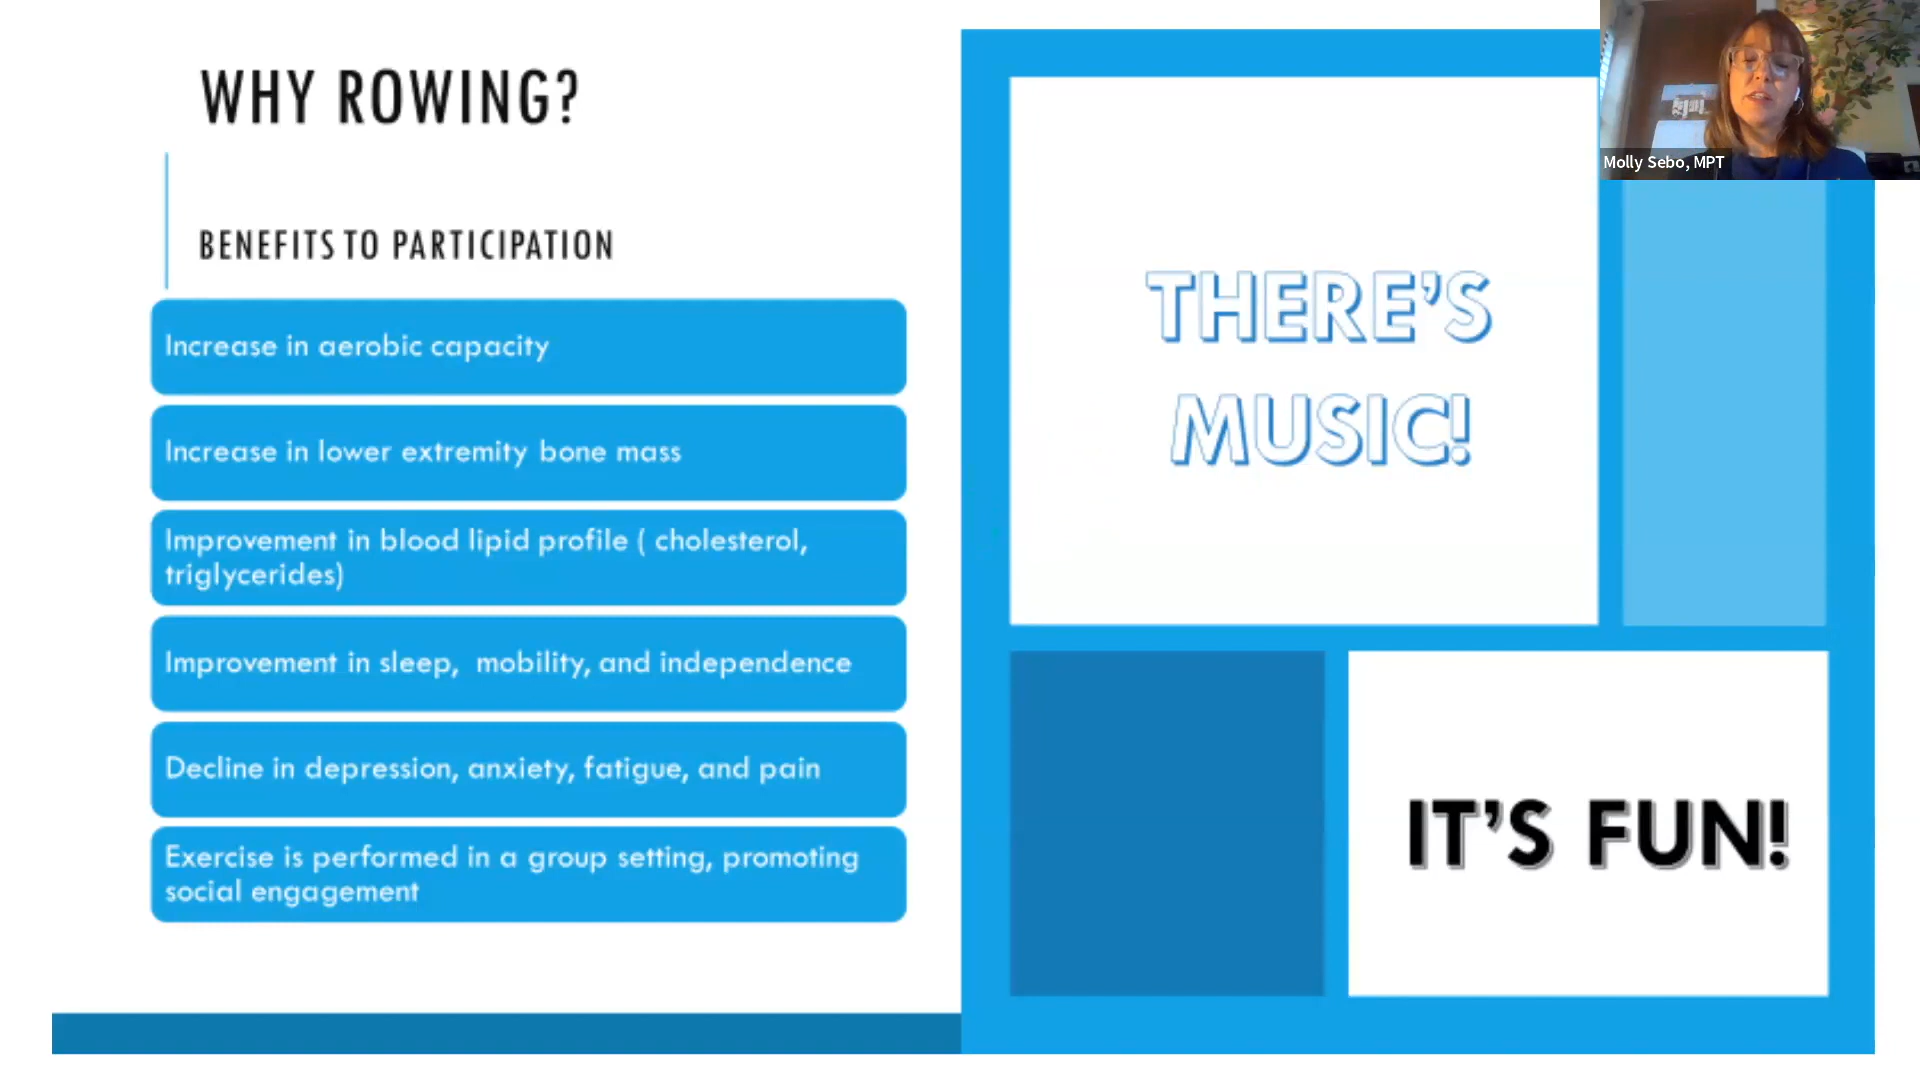 WHY ROWING?
BENEFITS TO PARTICIPATION
Increase in aerobic capacity
Increase in lower extremity bone mass
Improvement in blood lipid profile ( cholesterol,
triglycerides)
Improvement in sleep,  mobility, and independence
Decline in depression, anxiety, fatigue, and pain
Exercise is performed in a group setting, promoting
social engagement
THERE'S
MUSIC!
IT'S FUN!
Molly Sebo, MPT